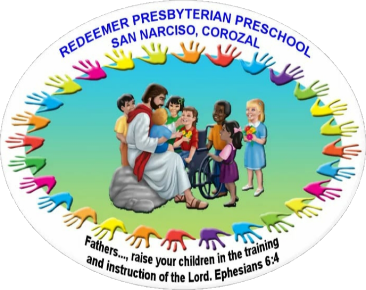 REDEEMER PRESBYTERIAN PRESCHOOL
SAN NARCISO, COROZAL
Fathers..., raise your children in the training
and instruction of the Lord. Ephesians 6:4